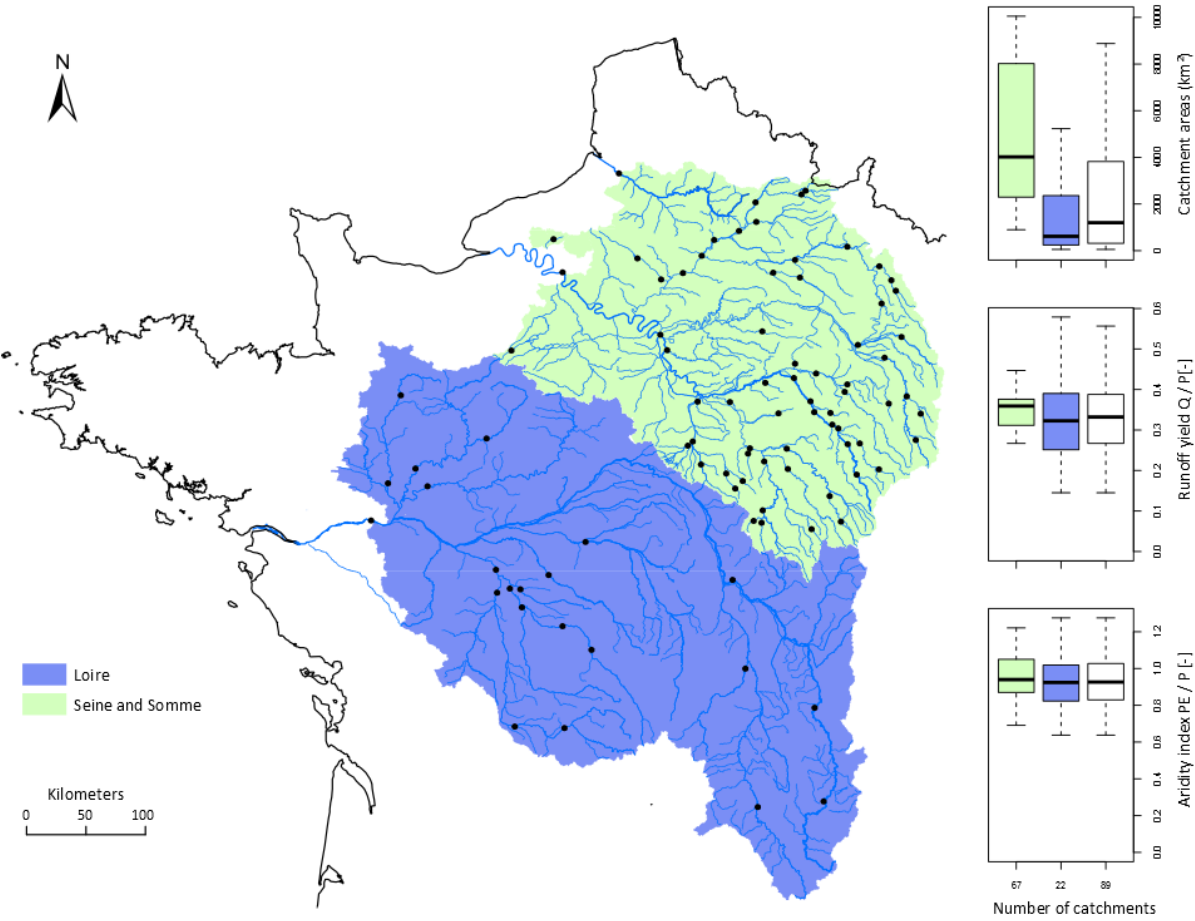 N
Loire
Seine and Somme
Kilometers
0 50 100
0 2000 4000 6000 8000 10000
Catchment areas (km²)
0.0 0.1 0.2 0.3 0.4 0.5 0.6
Runoff yield Q / P [-]
0.0 0.2 0.4 0.6 0.8 1.0 1.2
Aridity index PE / P [-]
67 22 89
Number of catchments